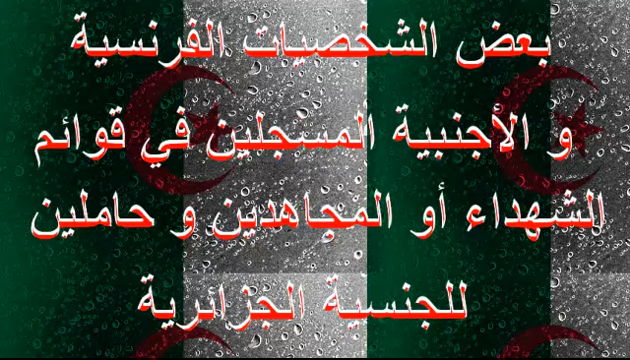 بعض الشخصيات الفرنسية
و الأجنبية المسجلين في قوائم
الشهداء أو المجاهدين و حاملين
للجنسية الجزائرية